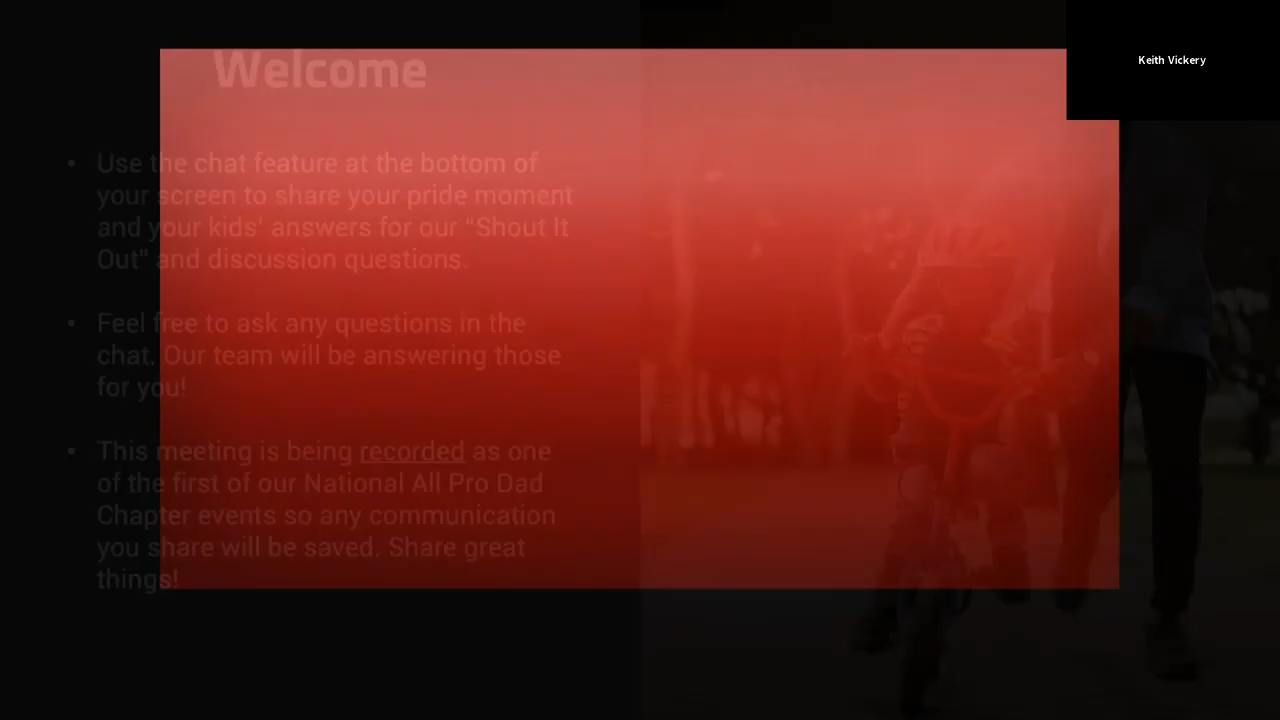 Welcome
Keith Vickery
• Use the chat feature at the bottom of
your screen to share your pride moment
and your kids' answers for our "Shout It
Out" and discussion questions.
• Feel free to ask any questions in the
chat. Our team will be answering those
for you!
• This meeting is being recorded as one
of the first of our National All Pro Dad
Chapter events so any communication
you share will be saved. Share great
things!